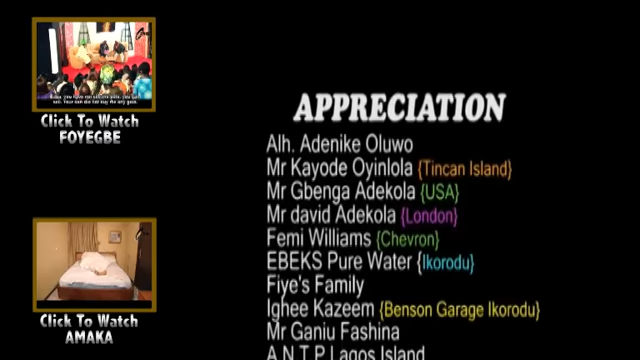 Click To Watch
FOYEGBE
Click To Watch
AMAKA
APPRECIATION
Alh. Adenike Oluwo
Mr Kayode Oyinlola {Tincan Island}
Mr Gbenga Adekola {USA}
Mr david Adekola {London}
Femi Williams {Chevron}
EBEKS Pure Water {Ikorodu}
Fiye's Family
Ighee Kazeem {Benson Garage Ikorodu}
Mr Ganiu Fashina
A.N.T.P Lagos Island